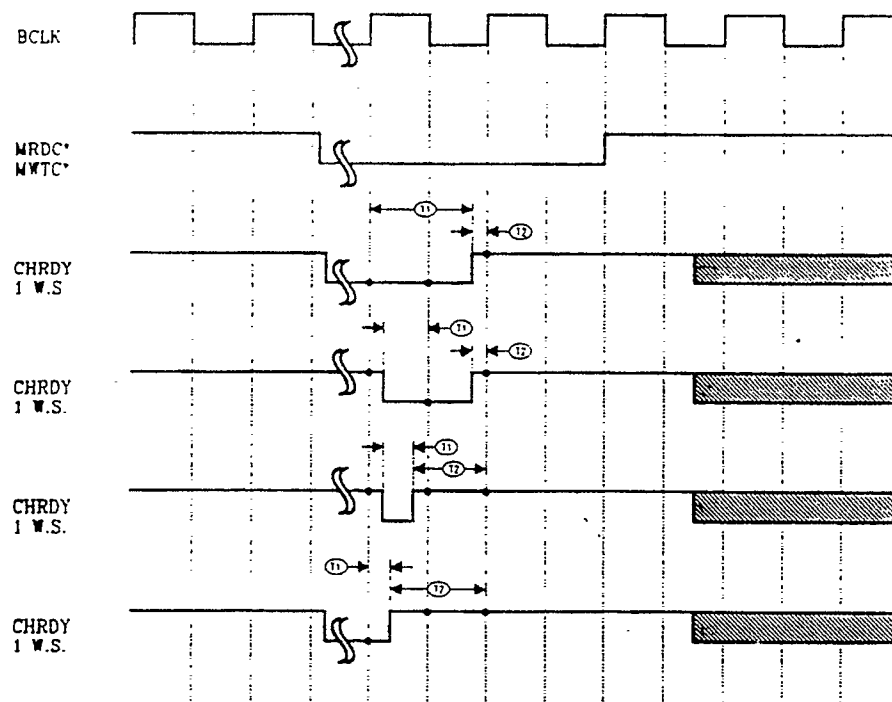 BCLK
MRDC*
MWTC*
T1
T2
CHRDY
1 W.S
T1
T2
CHRDY
1 W.S.
T1
T2
CHRDY
1 W.S.
T1
T2
CHRDY
1 W.S.